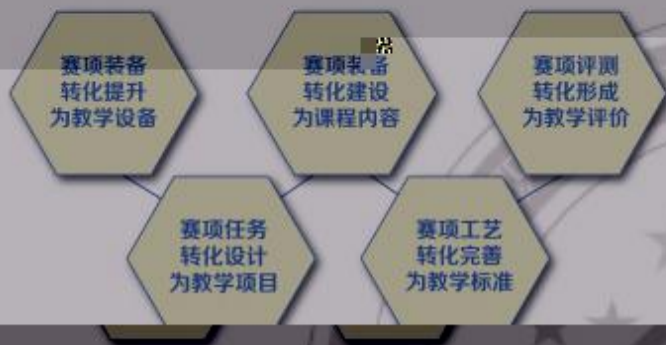 赛项装备
转化提升
为教学设备
赛项装备
转化建设
为课程内容
赛项评测
转化形成
为教学评价
赛项任务
转化设计
为教学项目
赛项工艺
转化完善
为教学标准